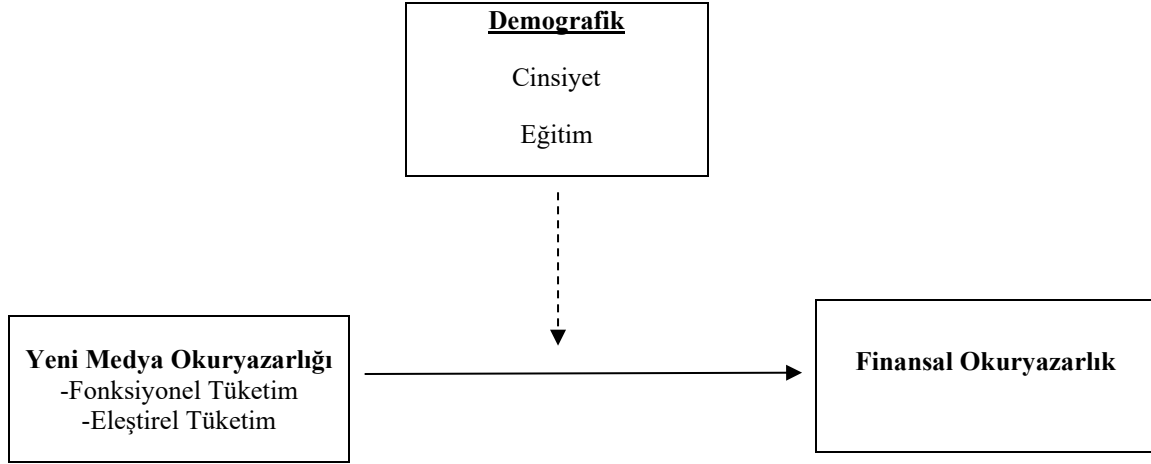 Demografik
Cinsiyet
Eğitim
Yeni Medya Okuryazarlığı
-Fonksiyonel Tüketim
-Eleştirel Tüketim
Finansal Okuryazarlık